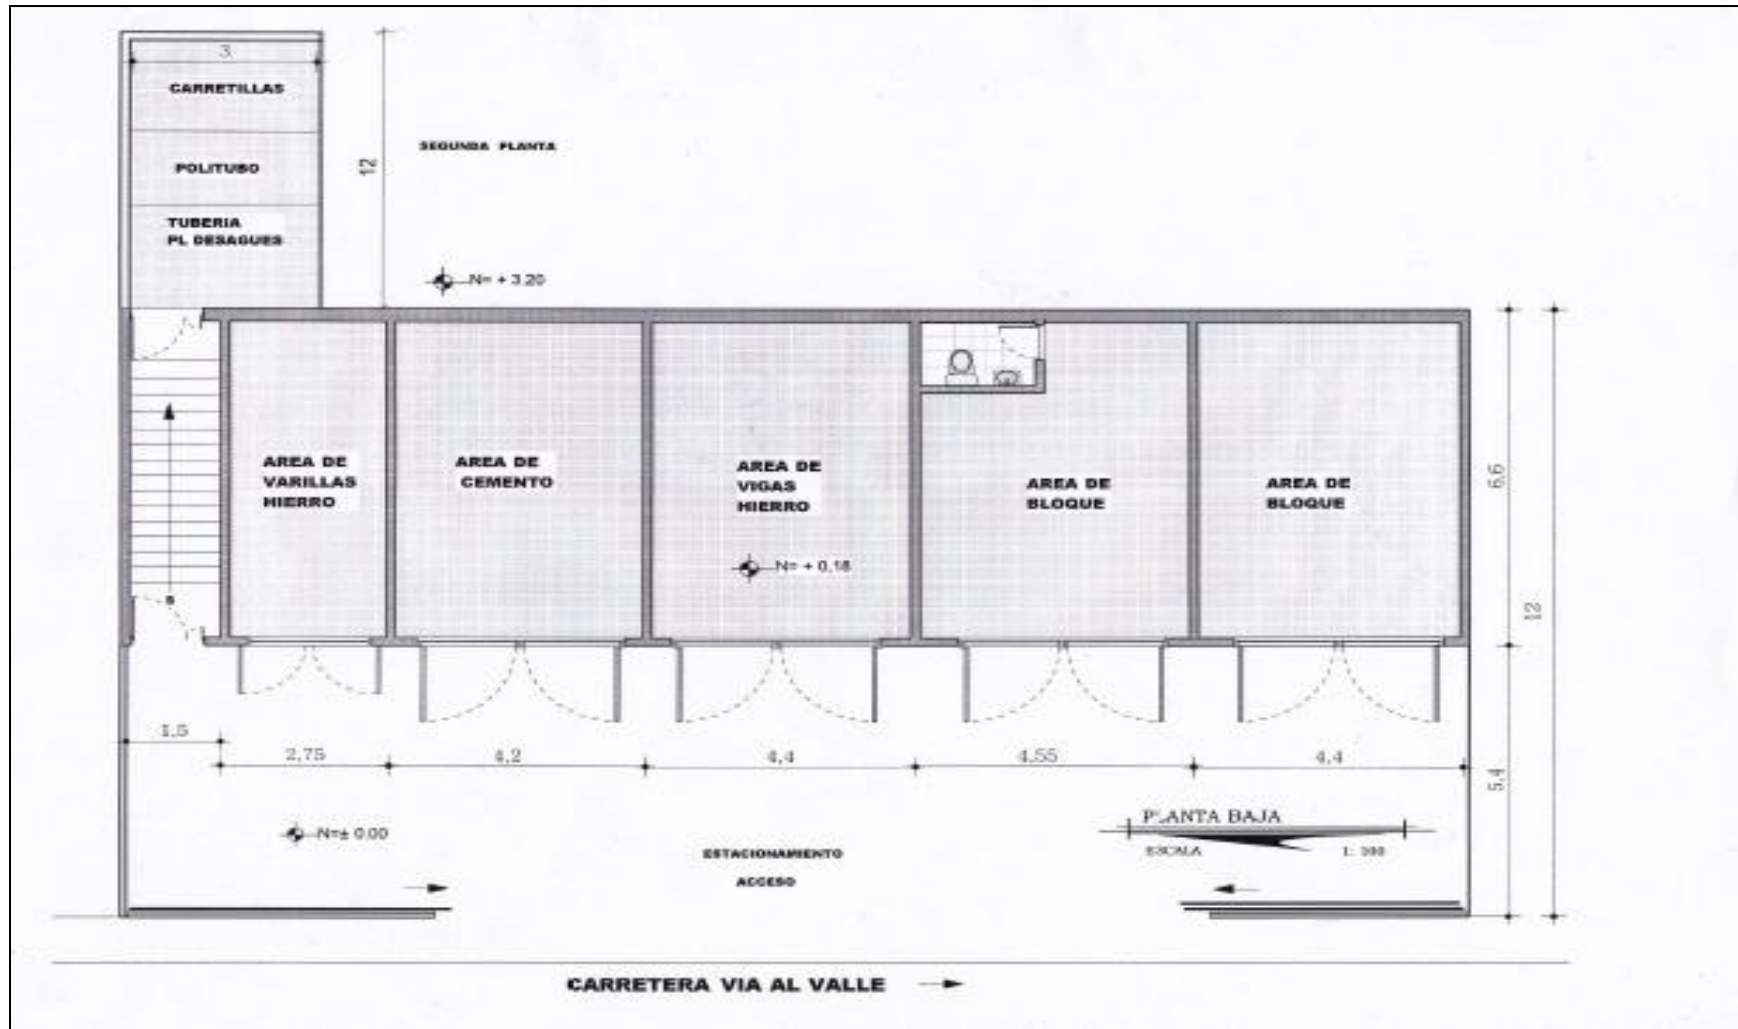 3
CARRETILLAS
POLITUBO
TUBERIA
PL DESAGUES
12
SEGUNDA PLANTA
N= + 3.20
AREA DE
VARILLAS
HIERRO
AREA DE
CEMENTO
AREA DE
VIGAS
HIERRO
AREA DE
BLOQUE
AREA DE
BLOQUE
N= + 0,18
S
6,6
12
5,4
1,5
2,75
4,2
4,4
4,55
4,4
N=± 0.00
PLANTA BAJA
ESCALA
ESTACIONAMIENTO
ACCESO
CARRETERA VIA AL VALLE